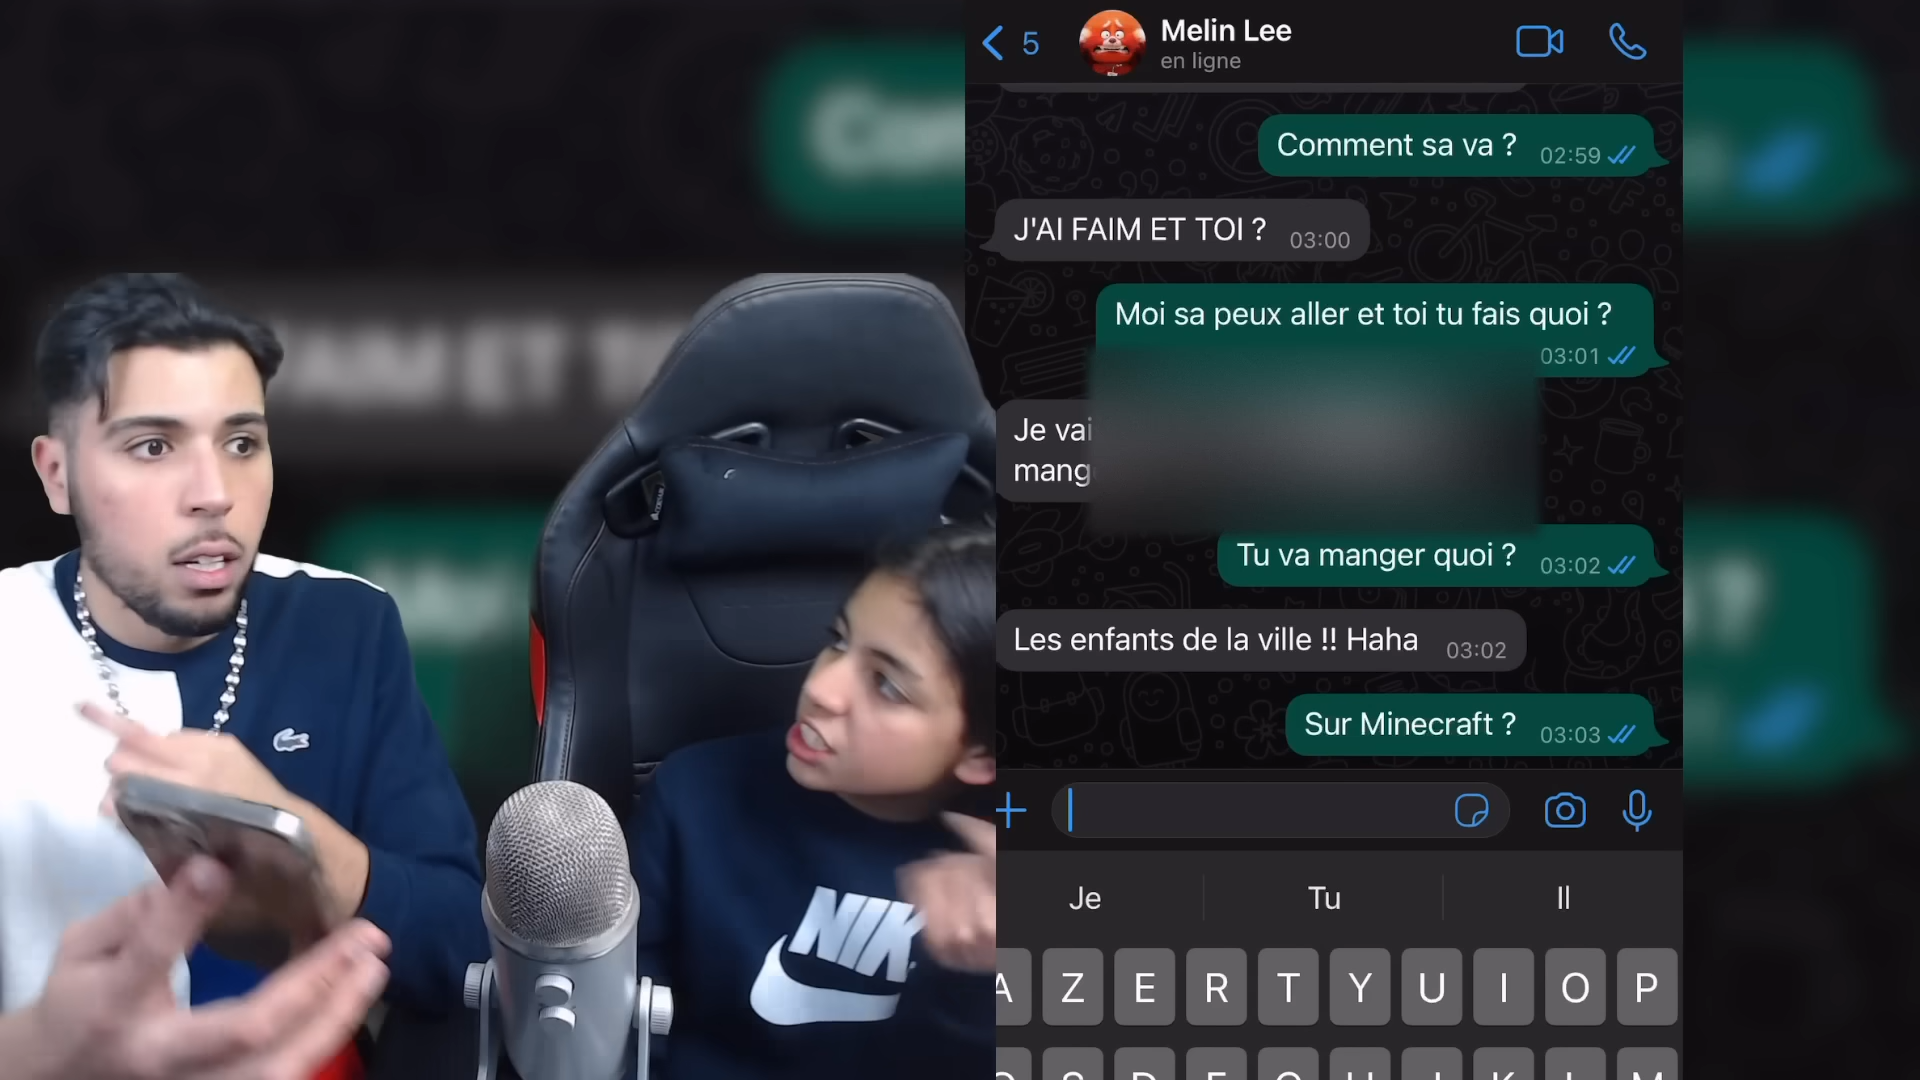 5
Melin Lee
en ligne
Comment sa va ? 02:59
J'AI FAIM ET TOI ? 03:00
Moi sa peux aller et toi tu fais quoi ?
03:01
Je vai
mang
Tu va manger quoi ? 03:02
Les enfants de la ville !! Haha 03:02
Sur Minecraft ? 03:03
Je Tu Il
A Z E R T Y U I O P
NIK